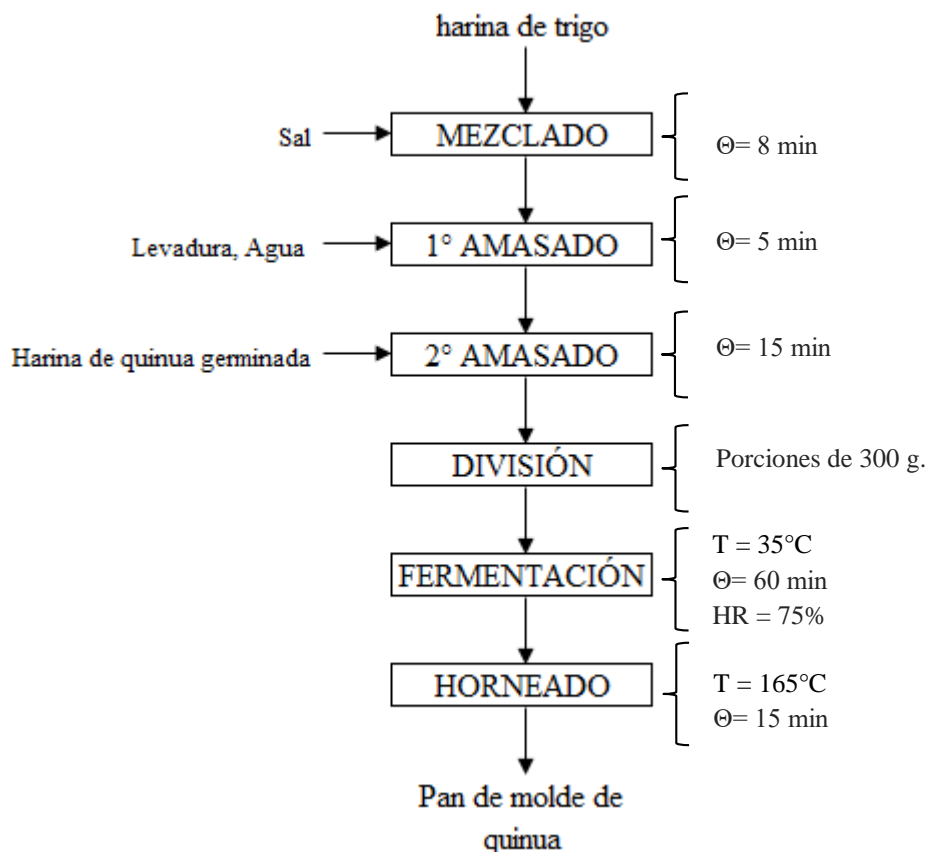 harina de trigo
Sal
MEZCLADO
Θ= 8 min
Levadura, Agua
1° AMASADO
Θ= 5 min
Harina de quinua germinada
2° AMASADO
Θ= 15 min
DIVISIÓN
Porciones de 300 g.
FERMENTACIÓN
T = 35°C
Θ= 60 min
HR = 75%
HORNEADO
T = 165°C
Θ= 15 min
Pan de molde de
quinua